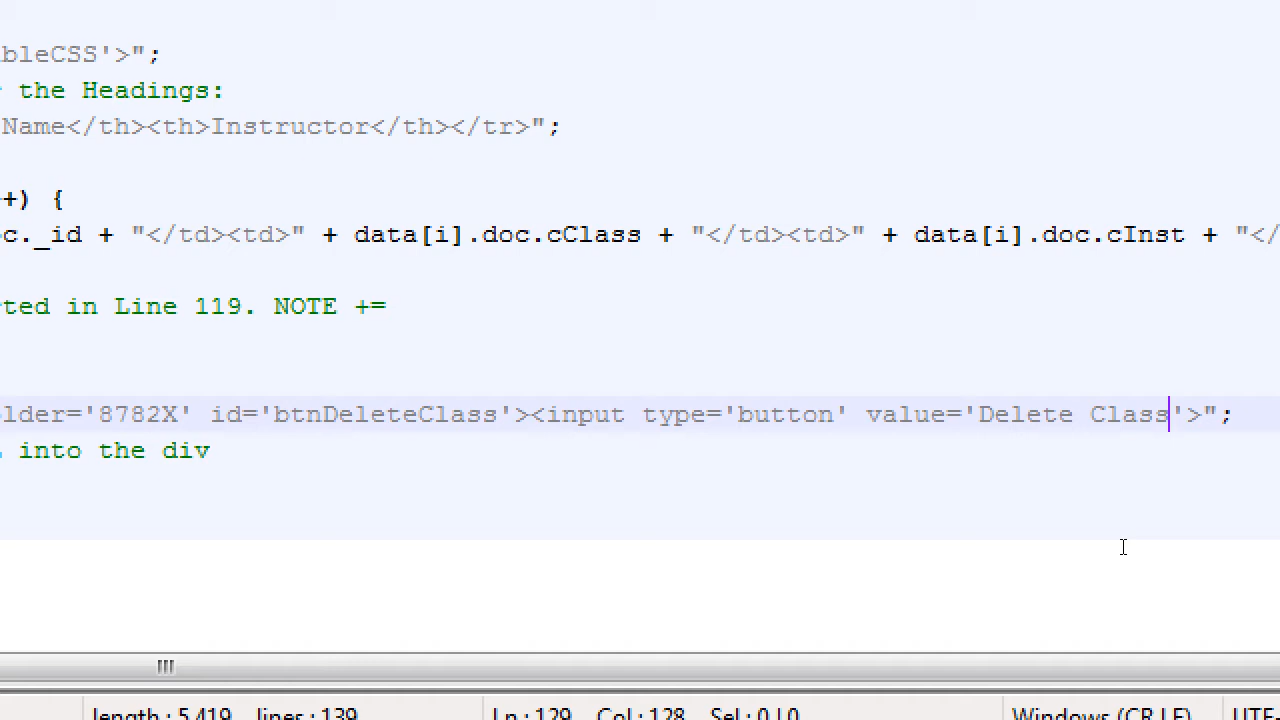 bleCSS'>";
the Headings:
Name</th><th>Instructor</th></tr>";
++) {
c._id + "</td><td>" + data[i].doc.cClass + "</td><td>" + data[i].doc.cInst + "</
ted in Line 119. NOTE +=
lder='8782X' id='btnDeleteClass'><input type='button' value='Delete Class'>";
into the div
length : 5,419 lines : 139 Ln : 129 Col : 128 Sel : 0 | 0 Windows (CR LF) UTF-